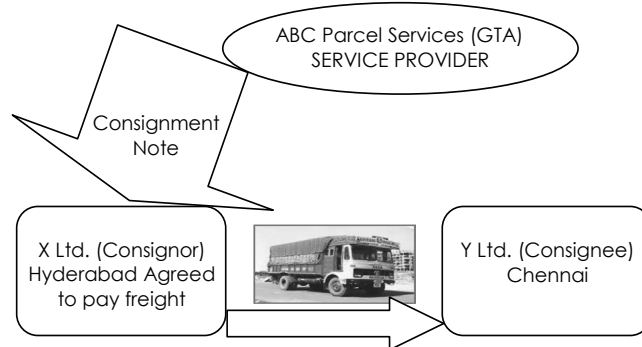 ABC Parcel Services (GTA)
SERVICE PROVIDER
Consignment
Note
X Ltd. (Consignor)
Hyderabad Agreed
to pay freight
Y Ltd. (Consignee)
Chennai